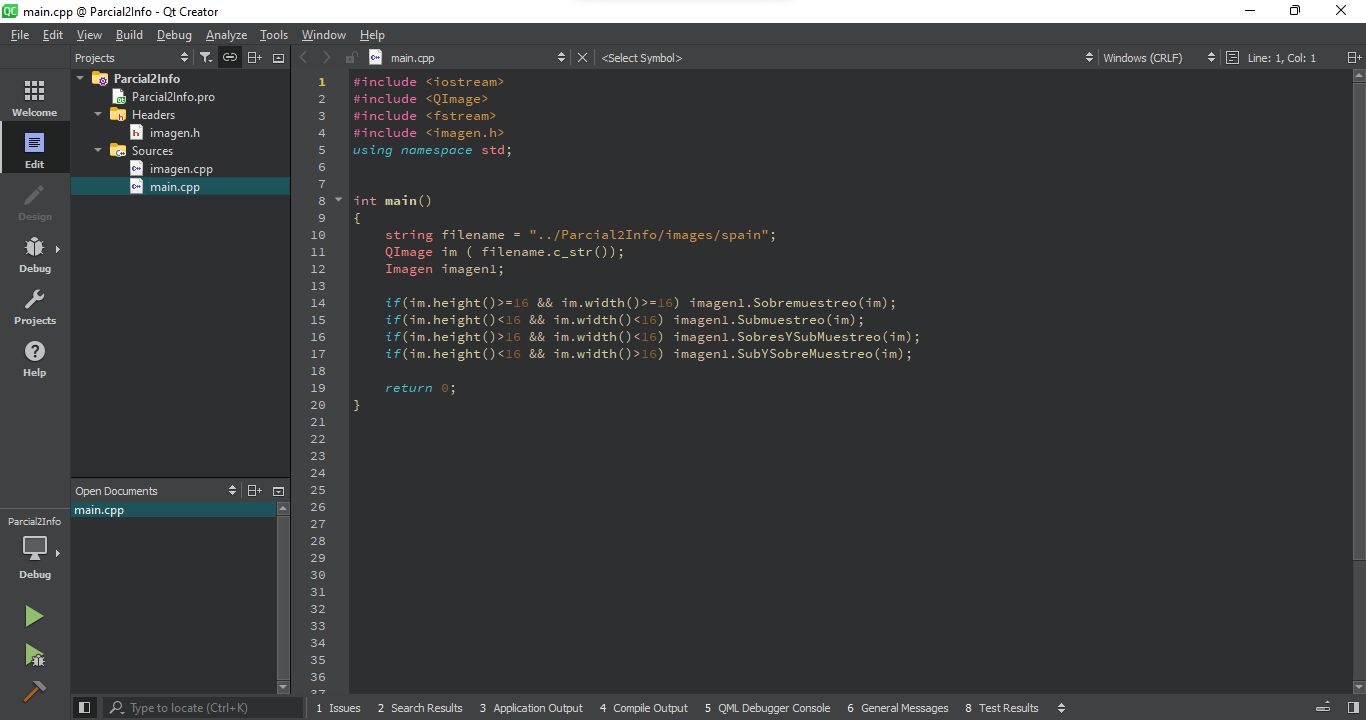 main.cpp @ Parcial2Info - Qt Creator
File Edit View Build Debug Analyze Tools Window Help
Projects
main.cpp
<Select Symbol>
Windows (CRLF)
Line: 1, Col: 1
Welcome
Edit
Design
Debug
Projects
Help
Parcial2Info
Parcial2Info.pro
Headers
imagen.h
Sources
imagen.cpp
main.cpp
Open Documents
main.cpp
Parcial2Info
Debug
1 #include <iostream>
2 #include <QImage>
3 #include <fstream>
4 #include <imagen.h>
5 using namespace std;
6
7
8 int main()
9 {
10 string filename = "../Parcial2Info/images/spain";
11 QImage im ( filename.c_str());
12 Imagen imagen1;
13
14 if(im.height()>=16 && im.width()>=16) imagen1.Sobremuestreo(im);
15 if(im.height()<16 && im.width()<16) imagen1.Submuestreo(im);
16 if(im.height()>16 && im.width()<16) imagen1.SobresYSubMuestreo(im);
17 if(im.height()<16 && im.width()>16) imagen1.SubYSobreMuestreo(im);
18
19 return 0;
20 }
21
22
23
24
25
26
27
28
29
30
31
32
33
34
35
36
37
Type to locate (Ctrl+K)
1 Issues 2 Search Results 3 Application Output 4 Compile Output 5 QML Debugger Console 6 General Messages 8 Test Results